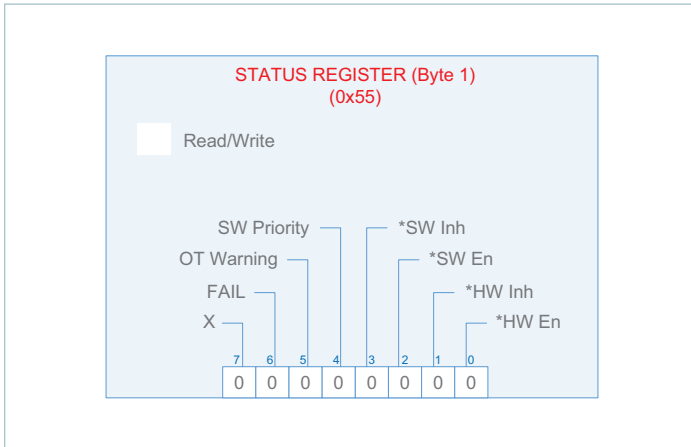 STATUS REGISTER (Byte 1)
(0x55)
Read/Write
SW Priority *SW Inh
OT Warning *SW En
FAIL *HW Inh
X *HW En
7 6 5 4 3 2 1 0
0 0 0 0 0 0 0 0